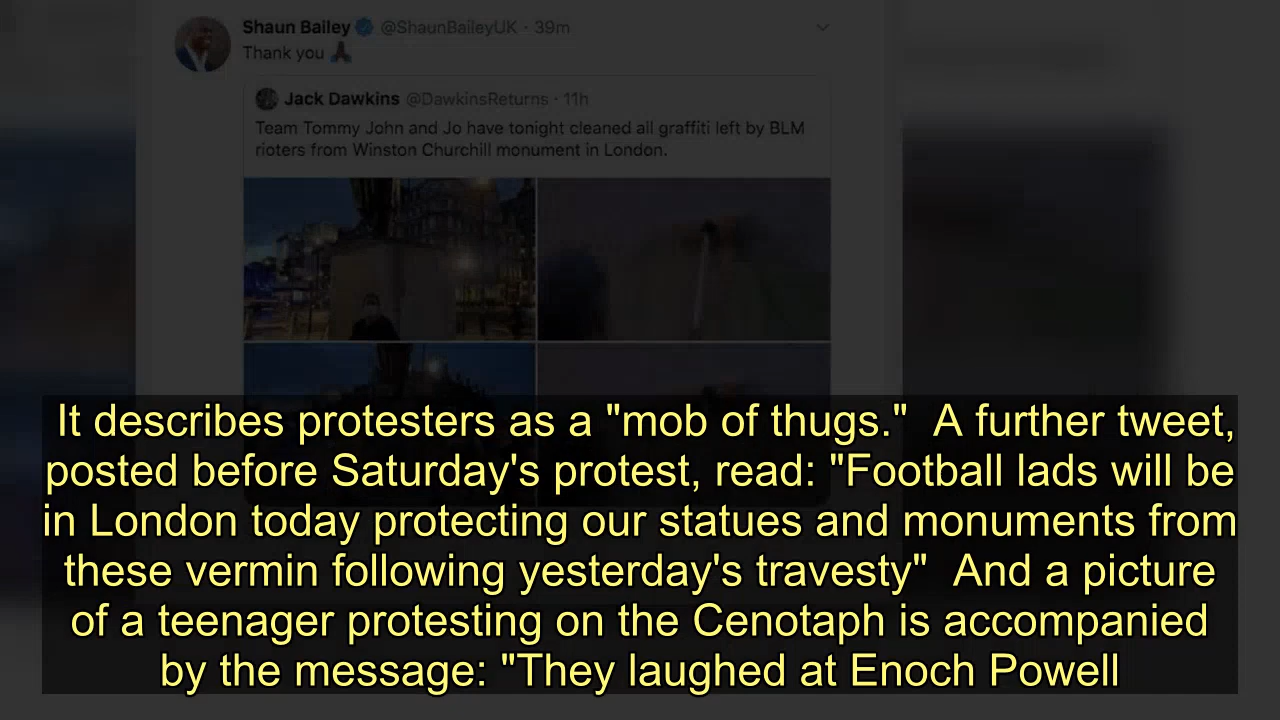 Shaun Bailey @ShaunBaileyUK · 39m
Thank you 🙏🏿
Jack Dawkins @DawkinsReturns · 11h
Team Tommy John and Jo have tonight cleaned all graffiti left by BLM
rioters from Winston Churchill monument in London.
It describes protesters as a "mob of thugs."  A further tweet,
posted before Saturday's protest, read: "Football lads will be
in London today protecting our statues and monuments from
these vermin following yesterday's travesty"  And a picture
of a teenager protesting on the Cenotaph is accompanied
by the message: "They laughed at Enoch Powell